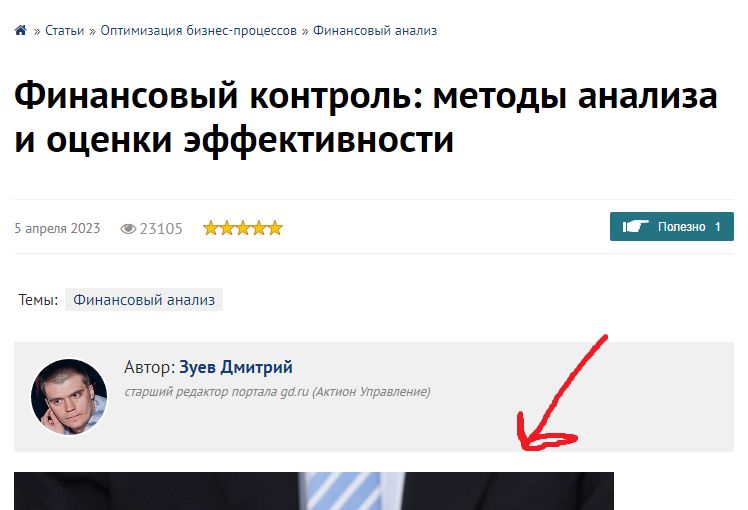 » Статьи » Оптимизация бизнес-процессов » Финансовый анализ
Финансовый контроль: методы анализа
и оценки эффективности
5 апреля 2023 23105 Полезно 1
Темы: Финансовый анализ
Автор: Зуев Дмитрий
старший редактор портала gd.ru (Актион Управление)